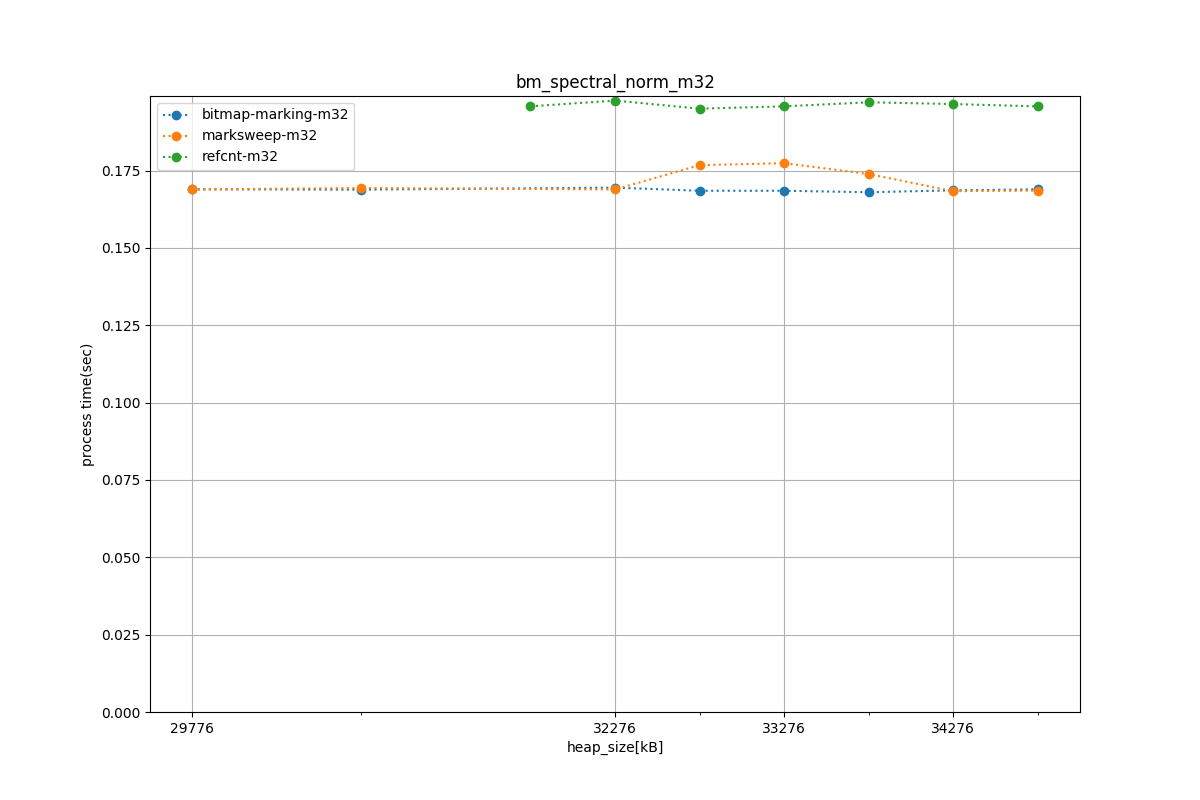 bm_spectral_norm_m32
bitmap-marking-m32
marksweep-m32
refcnt-m32
0.175
0.150
0.125
0.100
0.075
0.050
0.025
0.000
process time(sec)
29776 32276 33276 34276
heap_size[kB]